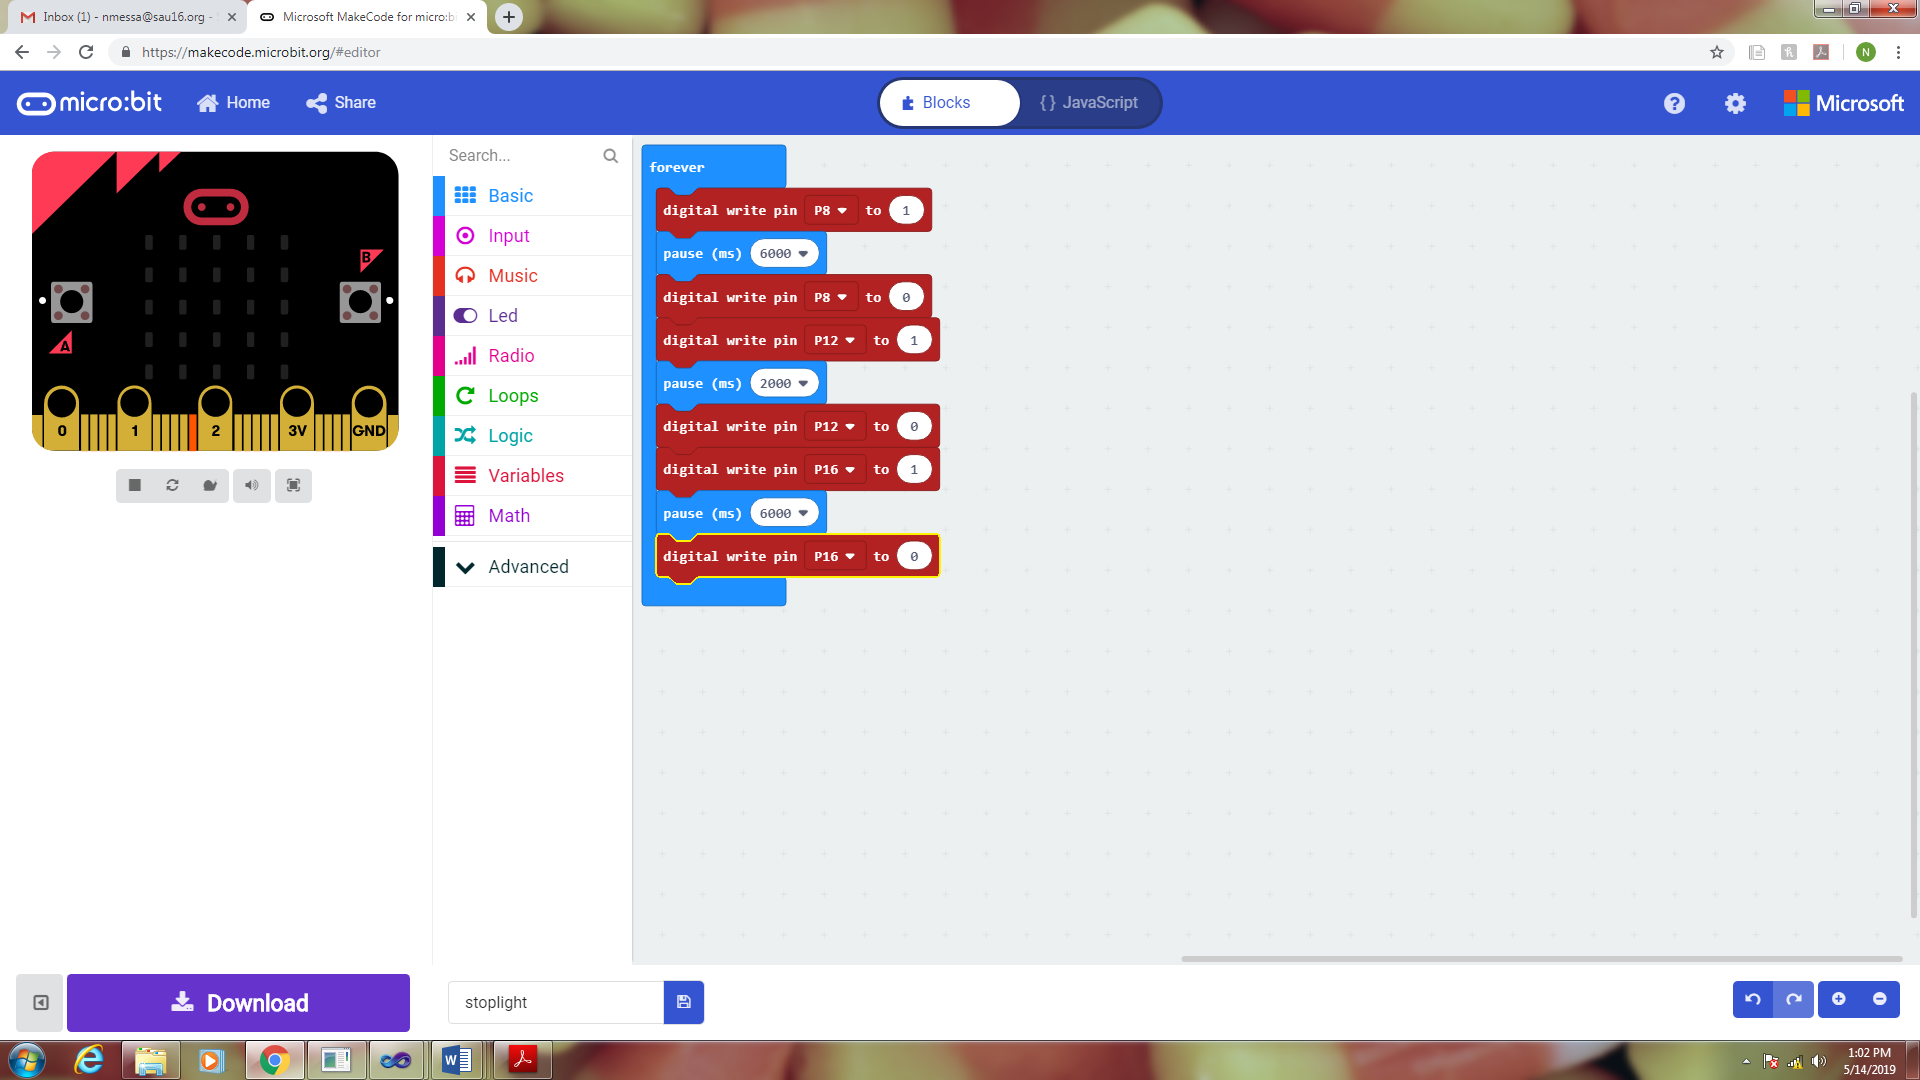 Inbox (1) - nmessa@sau16.org -
Microsoft MakeCode for micro:b
https://makecode.microbit.org/#editor
N
micro:bit
Home
Share
Blocks
{ } JavaScript
?
Microsoft
Search...
Basic
Input
Music
Led
Radio
Loops
Logic
Variables
Math
Advanced
B
A
0 1 2 3V GND
forever
digital write pin P8 to 1
pause (ms) 6000
digital write pin P8 to 0
digital write pin P12 to 1
pause (ms) 2000
digital write pin P12 to 0
digital write pin P16 to 1
pause (ms) 6000
digital write pin P16 to 0
Download
stoplight
1:02 PM
5/14/2019